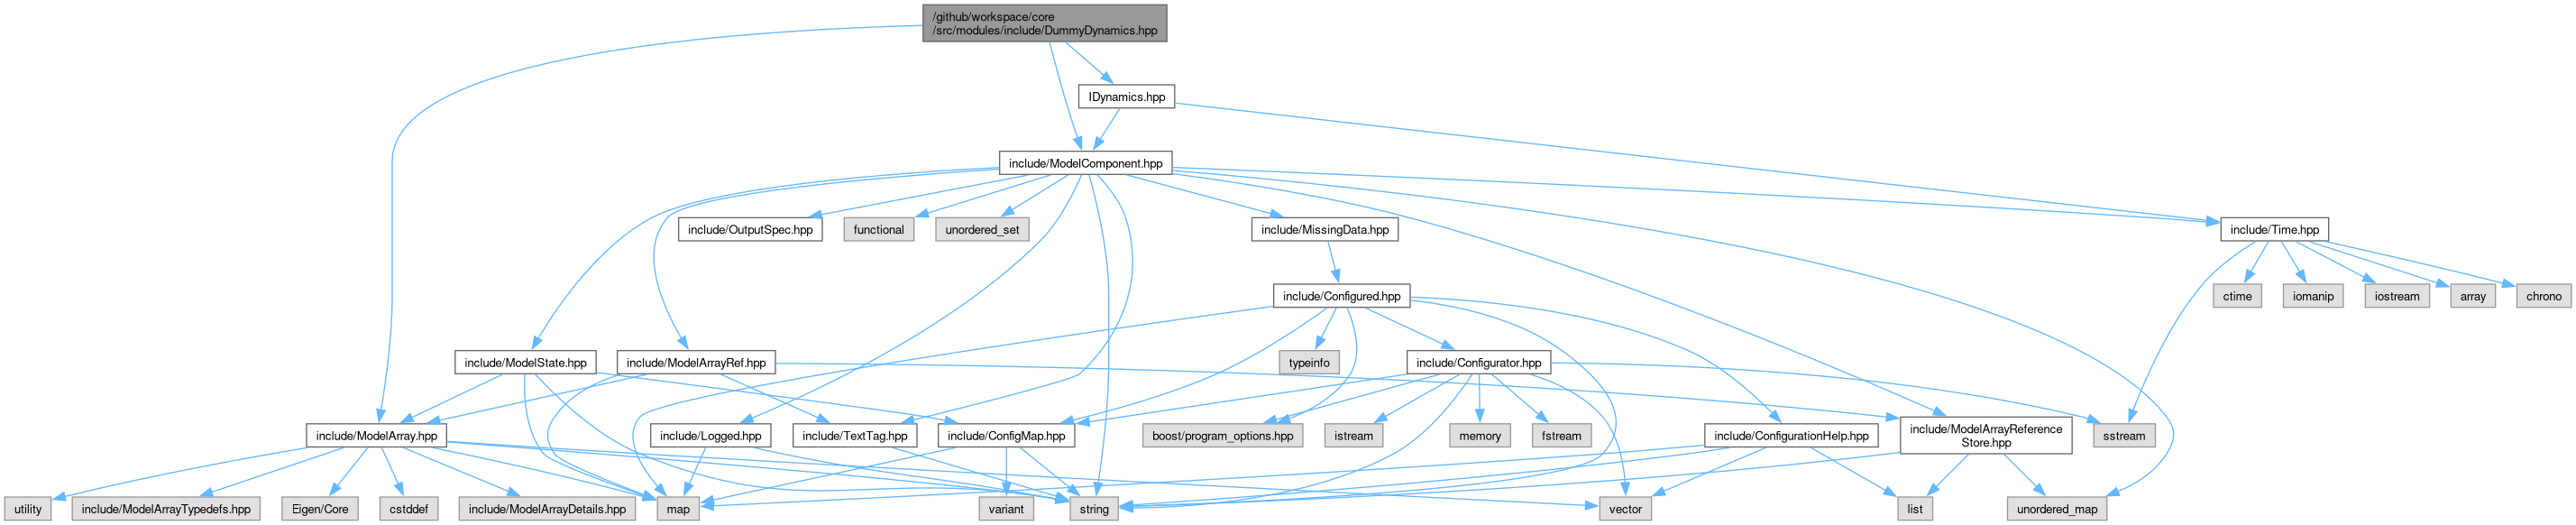 /github/workspace/core
/src/modules/include/DummyDynamics.hpp
IDynamics.hpp
include/ModelComponent.hpp
include/OutputSpec.hpp
functional
unordered_set
include/MissingData.hpp
include/Time.hpp
include/Configured.hpp
ctime
iomanip
iostream
array
chrono
include/ModelState.hpp
include/ModelArrayRef.hpp
typeinfo
include/Configurator.hpp
include/ModelArray.hpp
include/Logged.hpp
include/TextTag.hpp
include/ConfigMap.hpp
boost/program_options.hpp
istream
memory
fstream
include/ConfigurationHelp.hpp
include/ModelArrayReference
Store.hpp
sstream
utility
include/ModelArrayTypedefs.hpp
Eigen/Core
cstddef
include/ModelArrayDetails.hpp
map
variant
string
vector
list
unordered_map